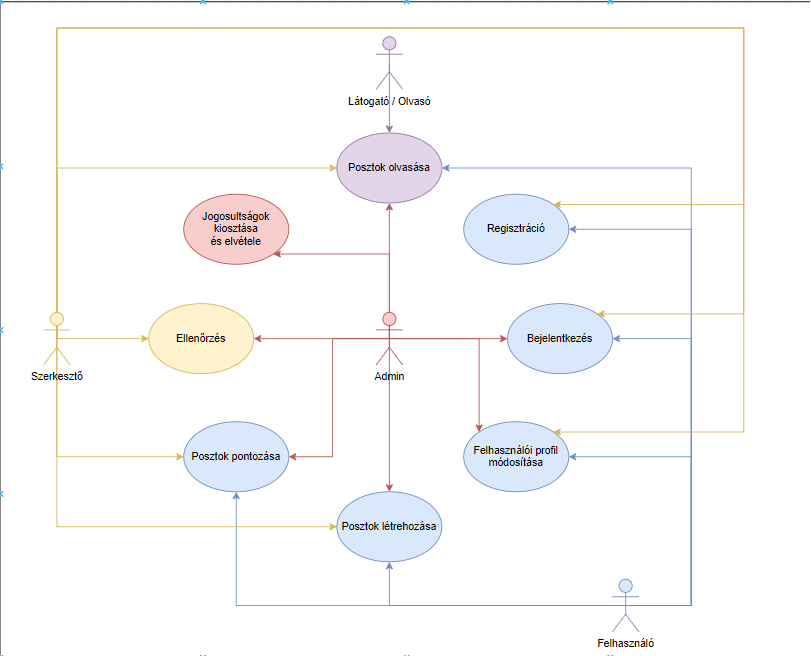 Látogató / Olvasó
Posztok olvasása
Jogosultságok
kiosztása
és elvétele
Regisztráció
Ellenőrzés
Bejelentkezés
Szerkesztő
Admin
Posztok pontozása
Felhasználói profil
módosítása
Posztok létrehozása
Felhasználó